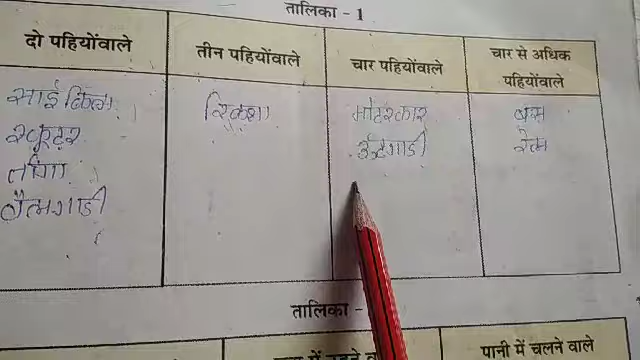 तालिका - 1
दो पहियोंवाले तीन पहियोंवाले चार पहियोंवाले चार से अधिक पहियोंवाले
साईकिल रिक्शा मोटरकार बस
स्कूटर ऊँटगाडी रेल
ताँगा
बैलगाडी
तालिका -
पानी में चलने वाले